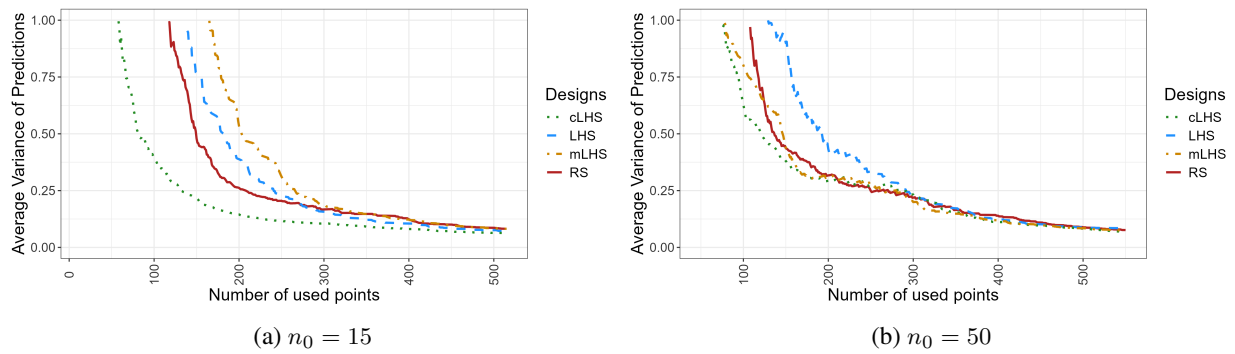 Average Variance of Predictions
1.00
0.75
0.50
0.25
0.00
0
100
200
300
400
500
Number of used points
Designs
cLHS
LHS
mLHS
RS
(a) n₀ = 15
Average Variance of Predictions
1.00
0.75
0.50
0.25
0.00
100
200
300
400
500
Number of used points
Designs
cLHS
LHS
mLHS
RS
(b) n₀ = 50